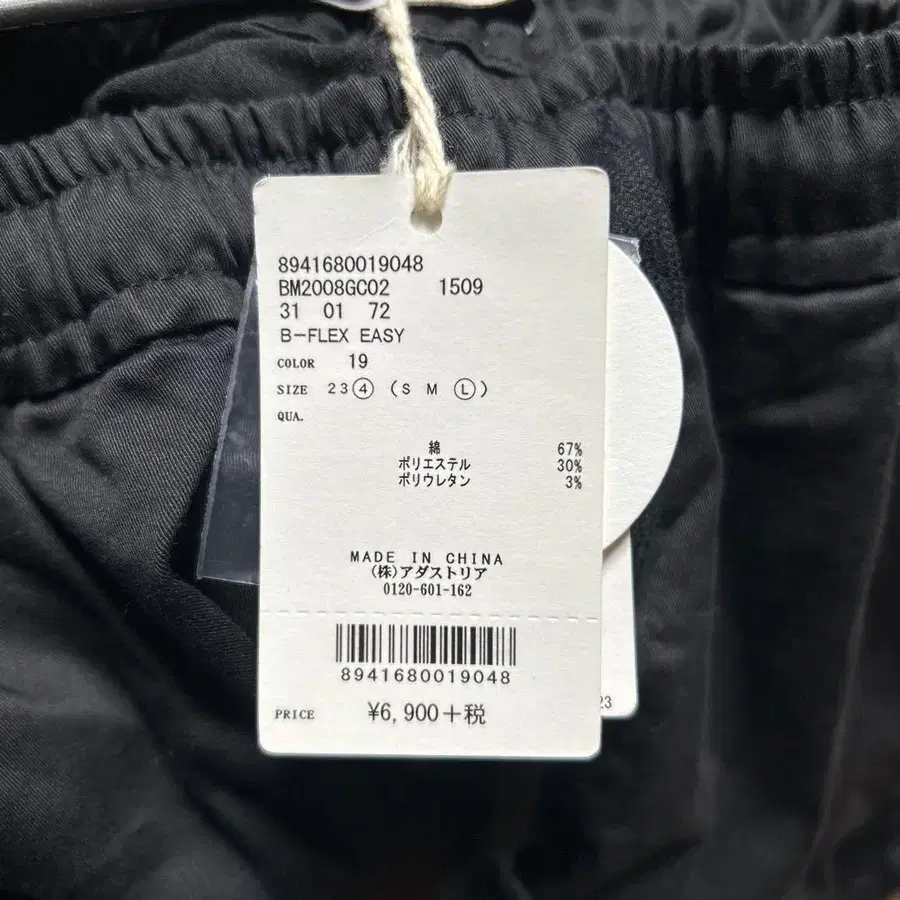 8941680019048
BM2008GC02 1509
31 01 72
B-FLEX EASY
COLOR 19
SIZE 23④ (S M Ⓛ)
QUA.
綿 67%
ポリエステル 30%
ポリウレタン 3%
MADE IN CHINA
(株)アダストリア
0120-601-162
8941680019048
PRICE ¥6,900+税
23